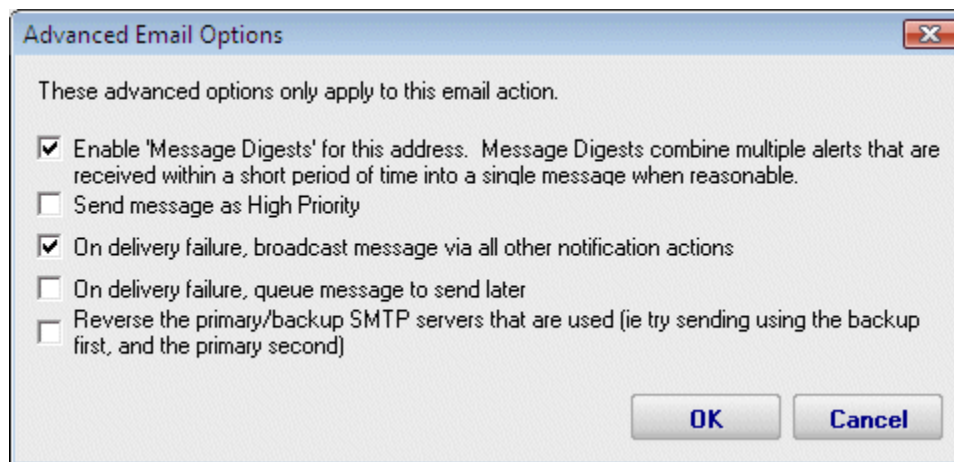 Advanced Email Options
These advanced options only apply to this email action.
Enable 'Message Digests' for this address.  Message Digests combine multiple alerts that are
received within a short period of time into a single message when reasonable.
Send message as High Priority
On delivery failure, broadcast message via all other notification actions
On delivery failure, queue message to send later
Reverse the primary/backup SMTP servers that are used (ie try sending using the backup
first, and the primary second)
OK Cancel